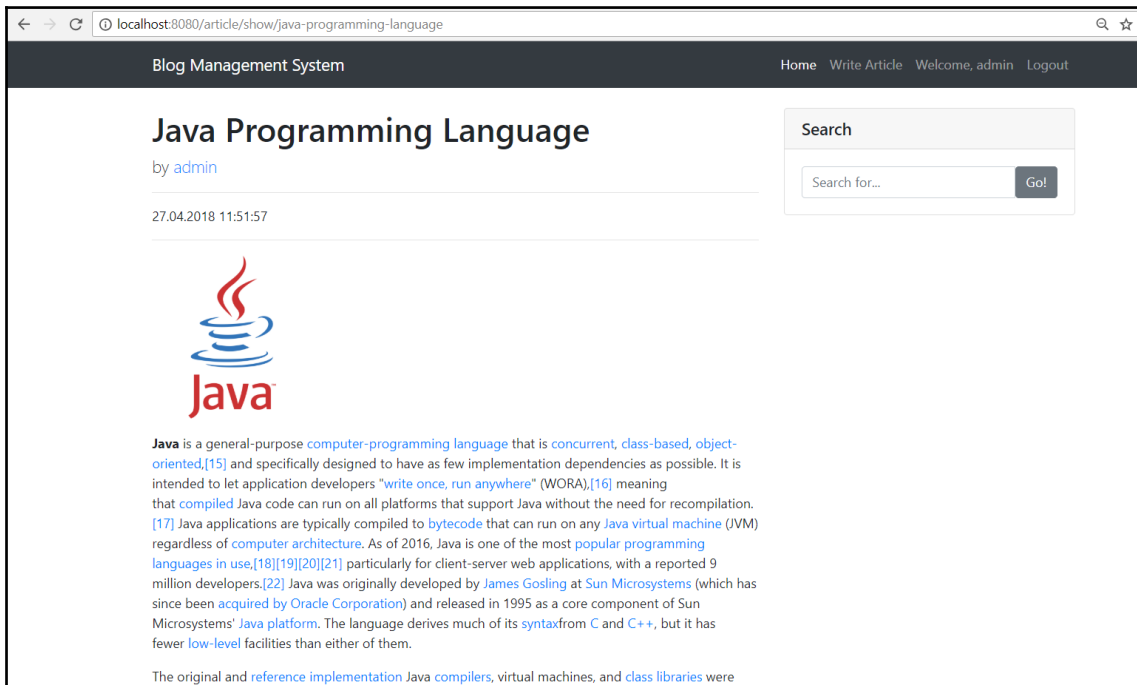 localhost:8080/article/show/java-programming-language
Blog Management System
Home Write Article Welcome, admin Logout
Java Programming Language
by admin
27.04.2018 11:51:57
Search
Search for...
Go!
Java™
Java is a general-purpose computer-programming language that is concurrent, class-based, object-
oriented,[15] and specifically designed to have as few implementation dependencies as possible. It is
intended to let application developers "write once, run anywhere" (WORA),[16] meaning
that compiled Java code can run on all platforms that support Java without the need for recompilation.
[17] Java applications are typically compiled to bytecode that can run on any Java virtual machine (JVM)
regardless of computer architecture. As of 2016, Java is one of the most popular programming
languages in use,[18][19][20][21] particularly for client-server web applications, with a reported 9
million developers.[22] Java was originally developed by James Gosling at Sun Microsystems (which has
since been acquired by Oracle Corporation) and released in 1995 as a core component of Sun
Microsystems' Java platform. The language derives much of its syntaxfrom C and C++, but it has
fewer low-level facilities than either of them.
The original and reference implementation Java compilers, virtual machines, and class libraries were